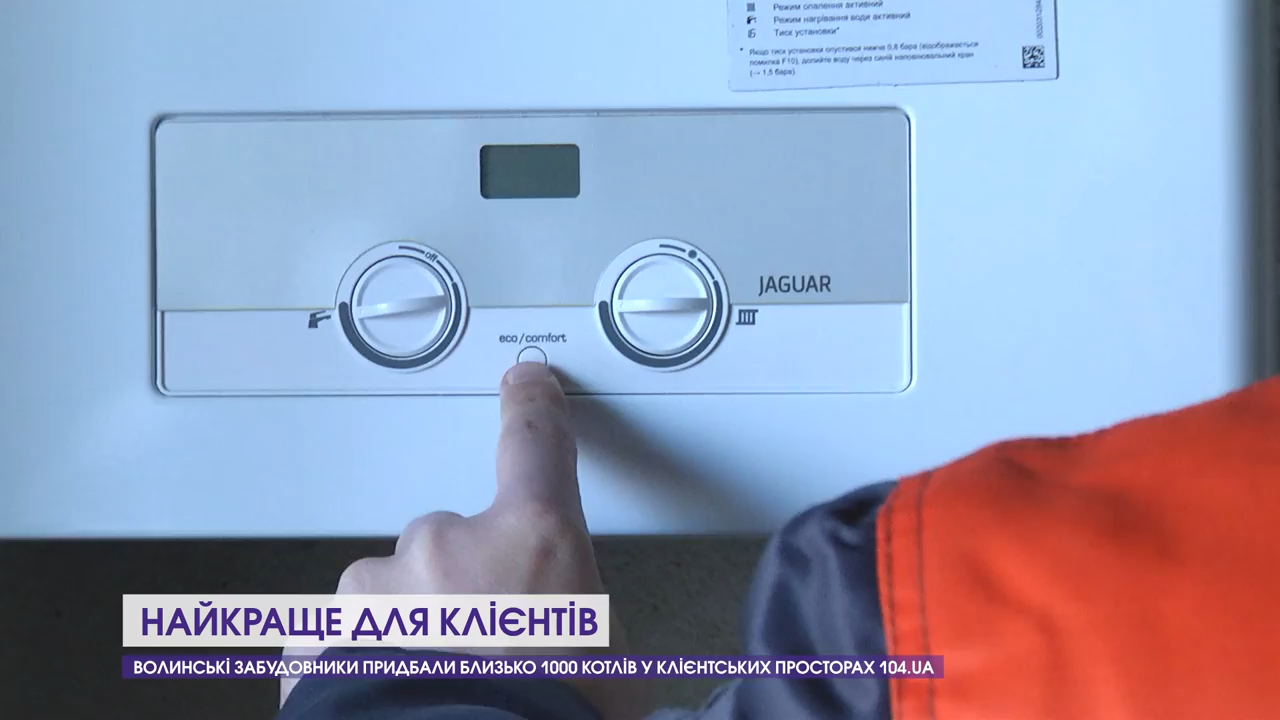 Режим опалення активний
Режим нагрівання води активний
Тиск установки*
* Якщо тиск установки опустився нижче 0,8 бара (відображається
помилка F10), долийте воду через синій наповнювальний кран
(→ 1,5 бара).
off
JAGUAR
eco/comfort
НАЙКРАЩЕ ДЛЯ КЛІЄНТІВ
ВОЛИНСЬКІ ЗАБУДОВНИКИ ПРИДБАЛИ БЛИЗЬКО 1000 КОТЛІВ У КЛІЄНТСЬКИХ ПРОСТОРАХ 104.UA